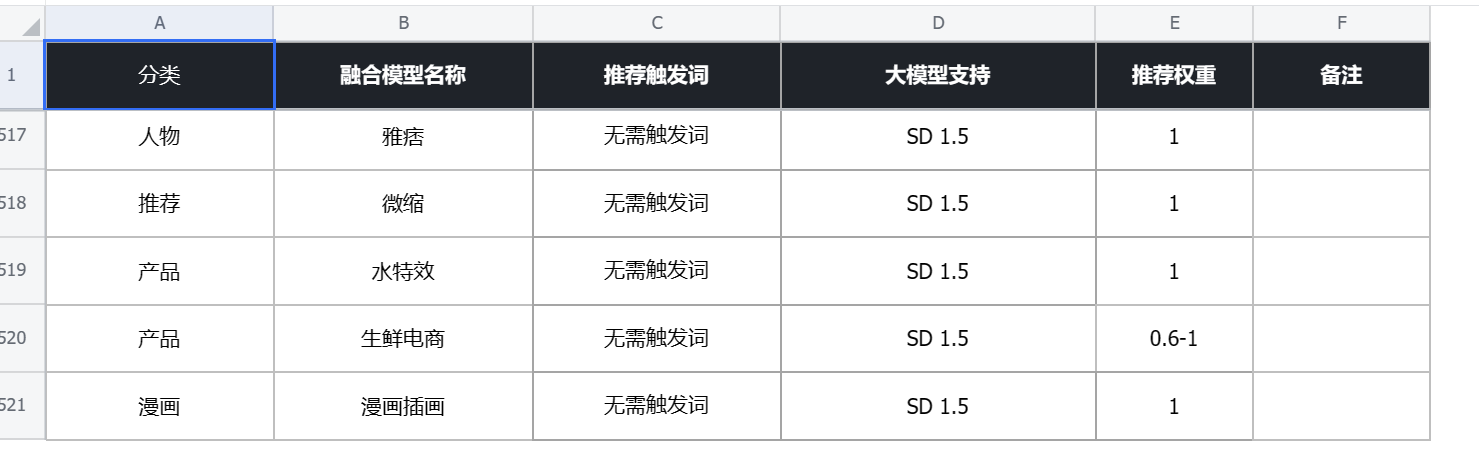 A B C D E F
1 分类 融合模型名称 推荐触发词 大模型支持 推荐权重 备注
517 人物 雅痞 无需触发词 SD 1.5 1
518 推荐 微缩 无需触发词 SD 1.5 1
519 产品 水特效 无需触发词 SD 1.5 1
520 产品 生鲜电商 无需触发词 SD 1.5 0.6-1
521 漫画 漫画插画 无需触发词 SD 1.5 1